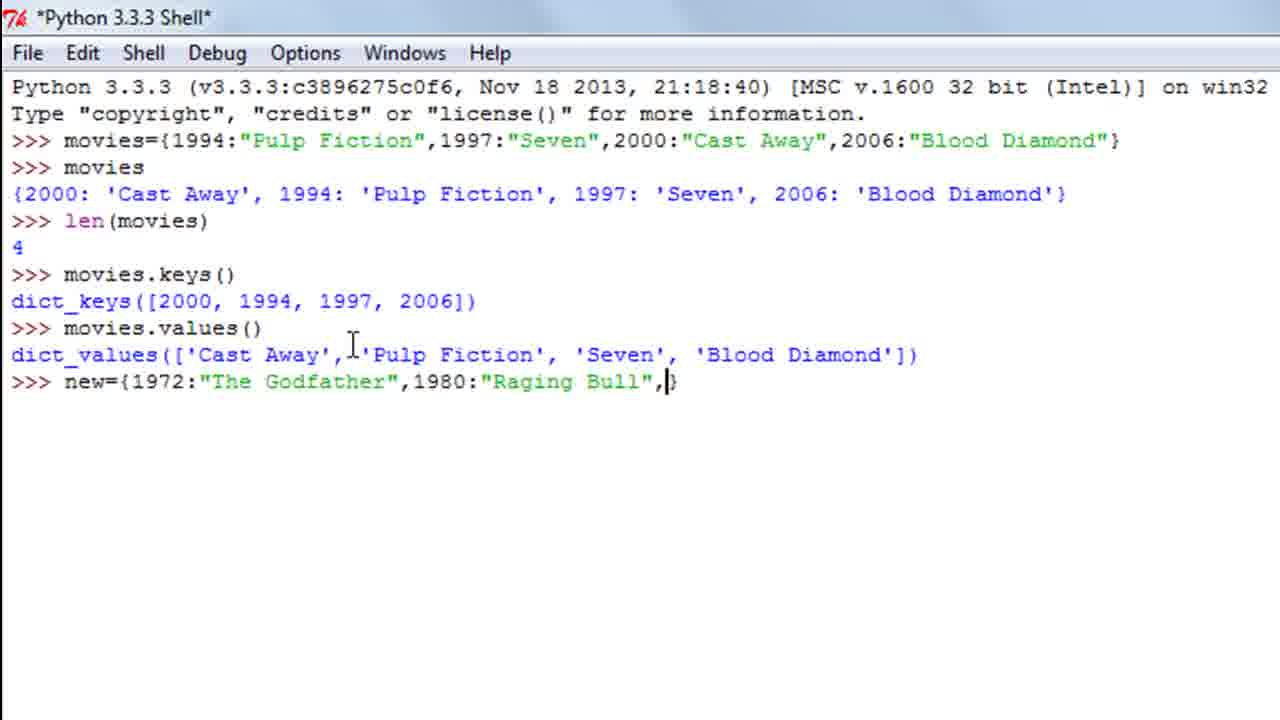 *Python 3.3.3 Shell*
File Edit Shell Debug Options Windows Help
Python 3.3.3 (v3.3.3:c3896275c0f6, Nov 18 2013, 21:18:40) [MSC v.1600 32 bit (Intel)] on win32
Type "copyright", "credits" or "license()" for more information.
>>> movies={1994:"Pulp Fiction",1997:"Seven",2000:"Cast Away",2006:"Blood Diamond"}
>>> movies
{2000: 'Cast Away', 1994: 'Pulp Fiction', 1997: 'Seven', 2006: 'Blood Diamond'}
>>> len(movies)
4
>>> movies.keys()
dict_keys([2000, 1994, 1997, 2006])
>>> movies.values()
dict_values(['Cast Away', 'Pulp Fiction', 'Seven', 'Blood Diamond'])
>>> new={1972:"The Godfather",1980:"Raging Bull",}